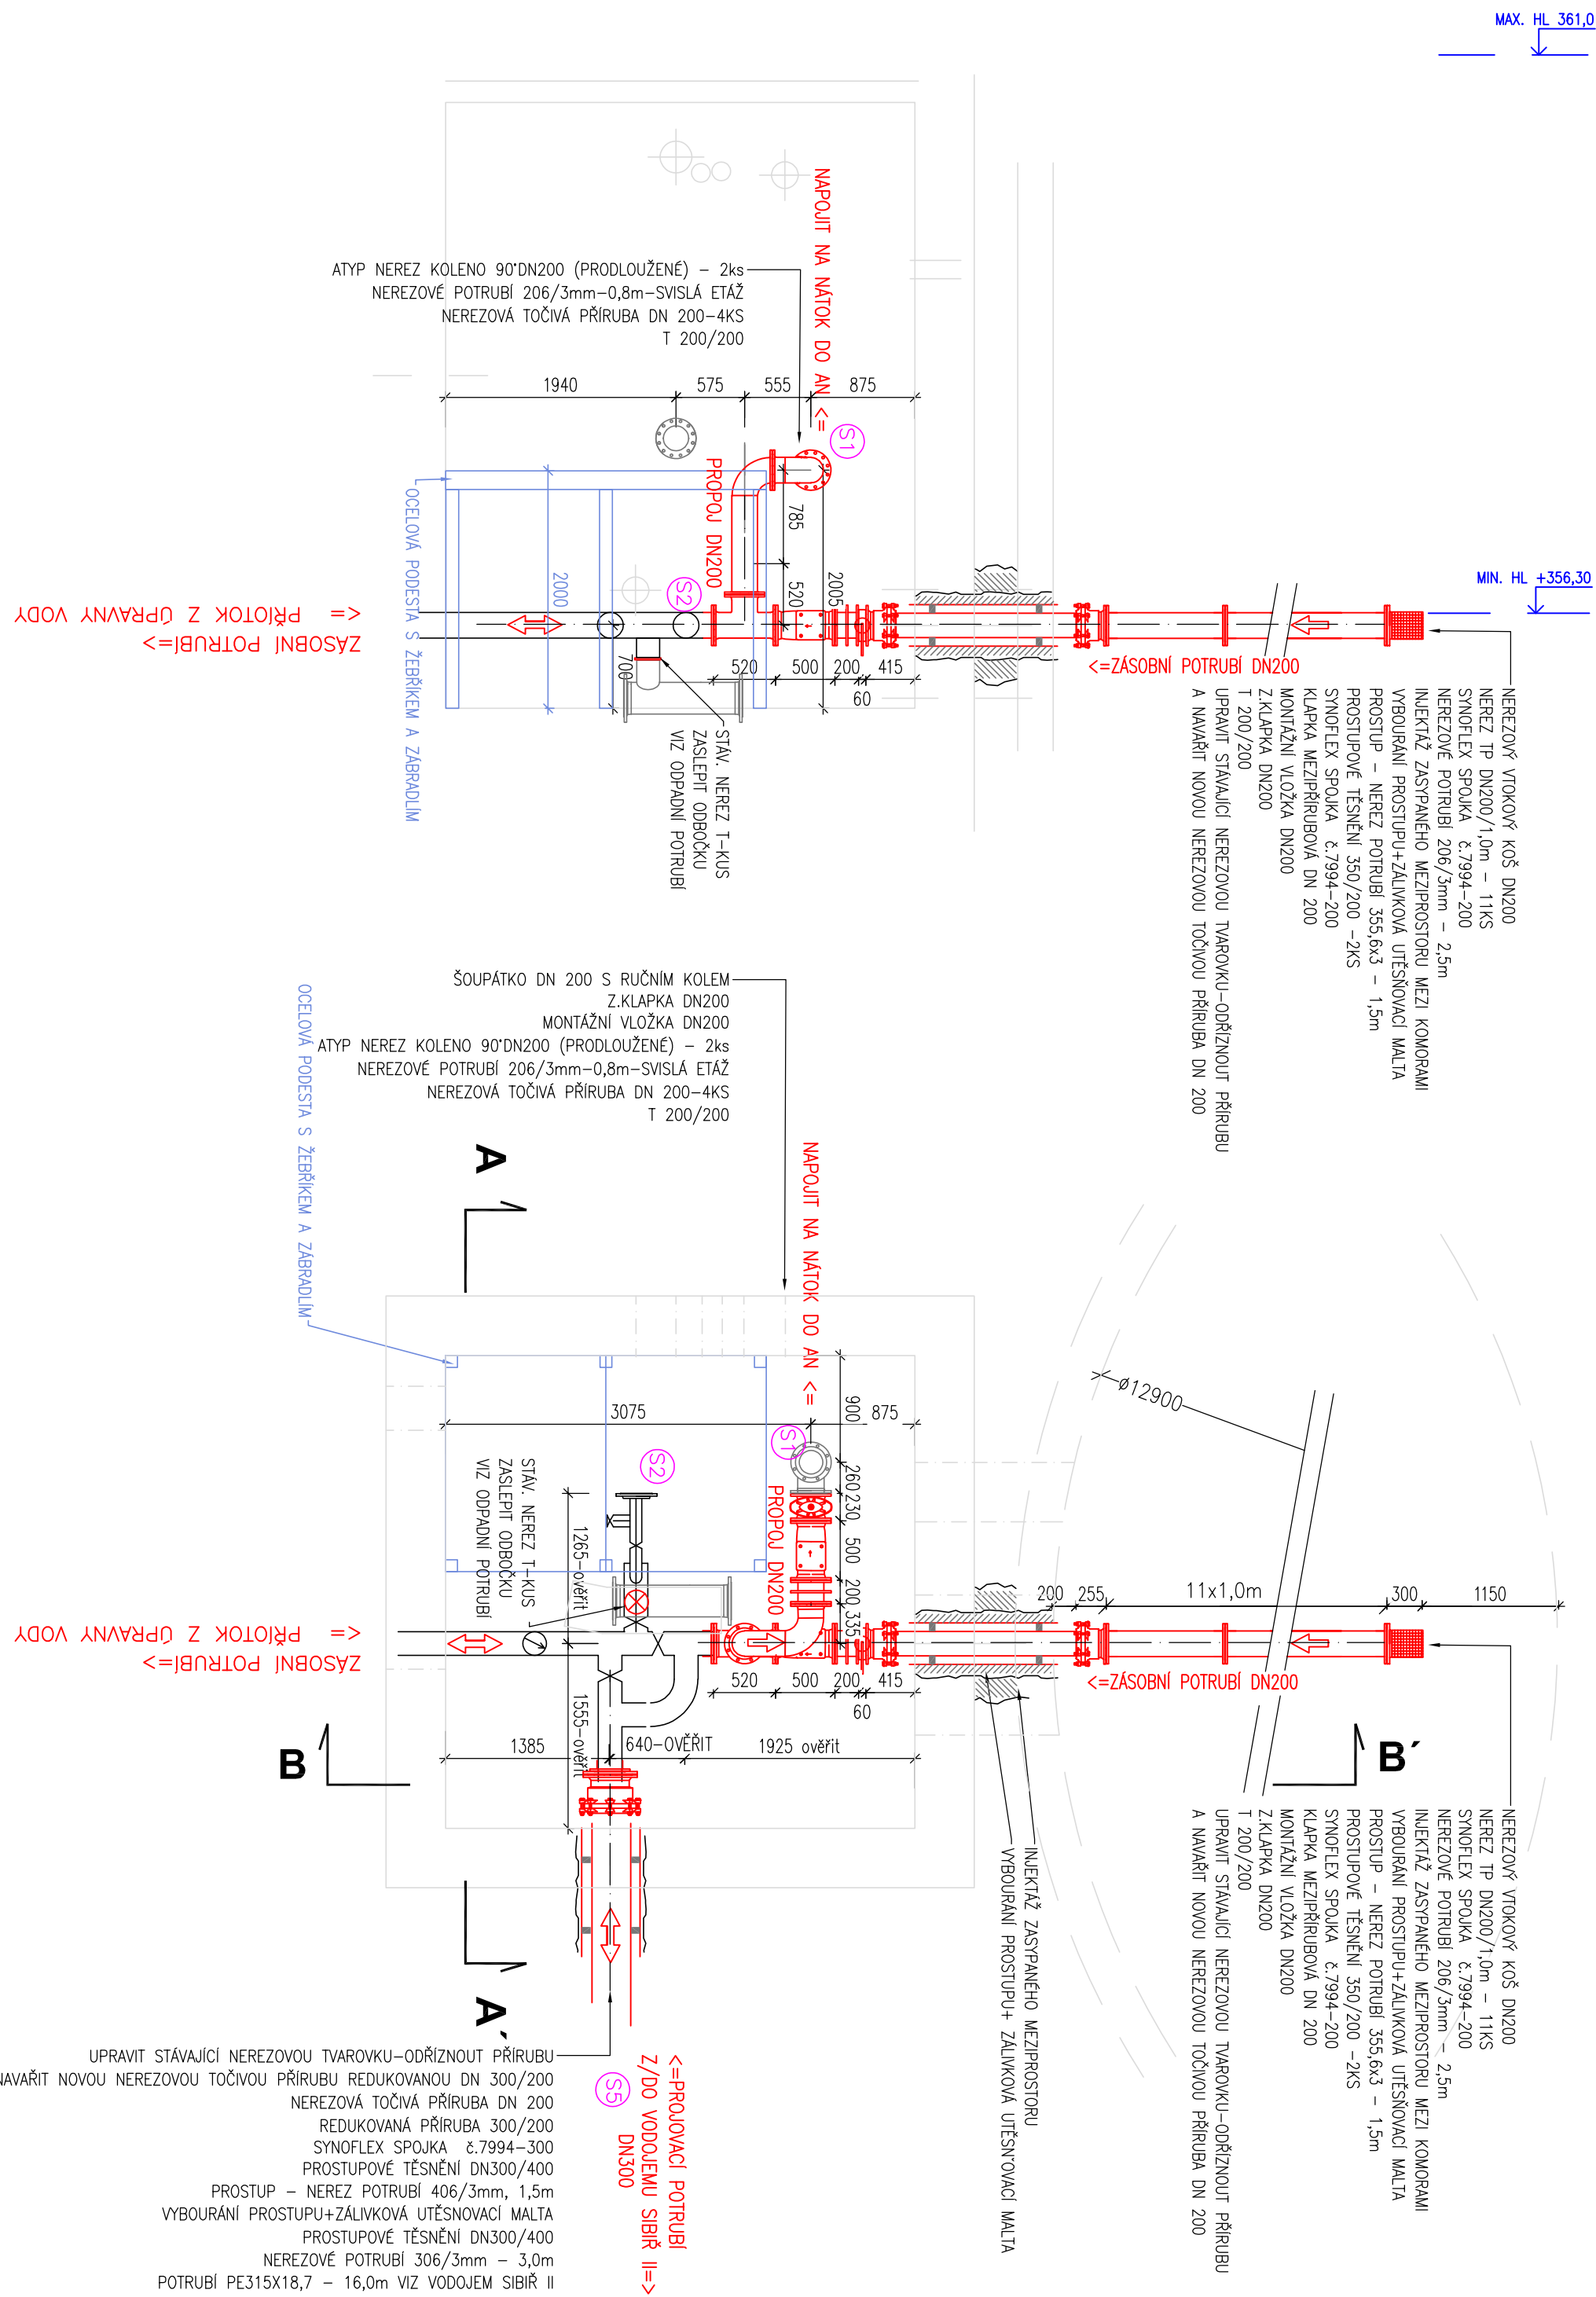 MAX. HL 361,0
MIN. HL +356,30
NAPOJIT NA NÁTOK DO AN <=
ATYP NEREZ KOLENO 90°DN200 (PRODLOUŽENÉ) - 2ks
NEREZOVÉ POTRUBÍ 206/3mm-0,8m-SVISLÁ ETÁŽ
NEREZOVÁ TOČIVÁ PŘÍRUBA DN 200-4KS
T 200/200
1940
575
555
875
S1
PROPOJ DN200
785
520
2005
S2
2000
700
520
500
200
415
60
OCELOVÁ PODESTA S ŽEBŘÍKEM A ZÁBRADLÍM
<= PŘÍOTOK Z ÚPRAVNY VODY
ZÁSOBNÍ POTRUBÍ=>
STÁV. NEREZ T-KUS
ZASLEPIT ODBOČKU
VIZ ODPADNÍ POTRUBÍ
<=ZÁSOBNÍ POTRUBÍ DN200
NEREZOVÝ VTOKOVÝ KOŠ DN200
NEREZ TP DN200/1,0m - 11KS
SYNOFLEX SPOJKA č.7994-200
NEREZOVÉ POTRUBÍ 206/3mm - 2,5m
INJEKTÁŽ ZASYPANÉHO MEZIPROSTORU MEZI KOMORAMI
VYBOURÁNÍ PROSTUPU+ZÁLIVKOVÁ UTĚSŇOVACÍ MALTA
PROSTUP - NEREZ POTRUBÍ 355,6x3 - 1,5m
PROSTUPOVÉ TĚSNĚNÍ 350/200 -2KS
SYNOFLEX SPOJKA č.7994-200
KLAPKA MEZIPŘÍRUBOVÁ DN 200
MONTÁŽNÍ VLOŽKA DN200
Z.KLAPKA DN200
T 200/200
UPRAVIT STÁVAJÍCÍ NEREZOVOU TVAROVKU-ODŘÍZNOUT PŘÍRUBU
A NAVAŘIT NOVOU NEREZOVOU TOČIVOU PŘÍRUBA DN 200
ŠOUPÁTKO DN 200 S RUČNÍM KOLEM
Z.KLAPKA DN200
MONTÁŽNÍ VLOŽKA DN200
ATYP NEREZ KOLENO 90°DN200 (PRODLOUŽENÉ) - 2ks
NEREZOVÉ POTRUBÍ 206/3mm-0,8m-SVISLÁ ETÁŽ
NEREZOVÁ TOČIVÁ PŘÍRUBA DN 200-4KS
T 200/200
OCELOVÁ PODESTA S ŽEBŘÍKEM A ZÁBRADLÍM
A
NAPOJIT NA NÁTOK DO AN <=
3075
875
900
S1
S2
260
230
500
200
335
PROPOJ DN200
STÁV. NEREZ T-KUS
ZASLEPIT ODBOČKU
VIZ ODPADNÍ POTRUBÍ
1265-ověřit
1555-ověřit
520
500
200
415
60
1385
640-OVĚŘIT
1925 ověřit
ø12900
200
255
11x1,0m
300
1150
<= PŘÍOTOK Z ÚPRAVNY VODY
ZÁSOBNÍ POTRUBÍ=>
<=ZÁSOBNÍ POTRUBÍ DN200
B
B´
NEREZOVÝ VTOKOVÝ KOŠ DN200
NEREZ TP DN200/1,0m - 11KS
SYNOFLEX SPOJKA č.7994-200
NEREZOVÉ POTRUBÍ 206/3mm - 2,5m
INJEKTÁŽ ZASYPANÉHO MEZIPROSTORU MEZI KOMORAMI
VYBOURÁNÍ PROSTUPU+ZÁLIVKOVÁ UTĚSŇOVACÍ MALTA
PROSTUP - NEREZ POTRUBÍ 355,6x3 - 1,5m
PROSTUPOVÉ TĚSNĚNÍ 350/200 -2KS
SYNOFLEX SPOJKA č.7994-200
KLAPKA MEZIPŘÍRUBOVÁ DN 200
MONTÁŽNÍ VLOŽKA DN200
Z.KLAPKA DN200
T 200/200
UPRAVIT STÁVAJÍCÍ NEREZOVOU TVAROVKU-ODŘÍZNOUT PŘÍRUBU
A NAVAŘIT NOVOU NEREZOVOU TOČIVOU PŘÍRUBA DN 200
INJEKTÁŽ ZASYPANÉHO MEZIPROSTORU
VYBOURÁNÍ PROSTUPU+ ZÁLIVKOVÁ UTĚSN'OVACÍ MALTA
A´
UPRAVIT STÁVAJÍCÍ NEREZOVOU TVAROVKU-ODŘÍZNOUT PŘÍRUBU
NAVAŘIT NOVOU NEREZOVOU TOČIVOU PŘÍRUBU REDUKOVANOU DN 300/200
NEREZOVÁ TOČIVÁ PŘÍRUBA DN 200
REDUKOVANÁ PŘÍRUBA 300/200
SYNOFLEX SPOJKA č.7994-300
PROSTUPOVÉ TĚSNĚNÍ DN300/400
PROSTUP - NEREZ POTRUBÍ 406/3mm, 1,5m
VYBOURÁNÍ PROSTUPU+ZÁLIVKOVÁ UTĚSNOVACÍ MALTA
PROSTUPOVÉ TĚSNĚNÍ DN300/400
NEREZOVÉ POTRUBÍ 306/3mm - 3,0m
POTRUBÍ PE315X18,7 - 16,0m VIZ VODOJEM SIBIŘ II
<=PROJOVACÍ POTRUBÍ
Z/DO VODOJEMU SIBIŘ II=>
DN300
S5